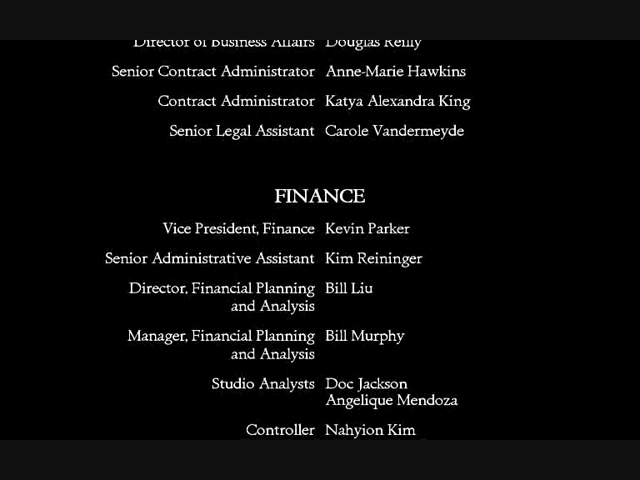 Director of Business Affairs Douglas Reilly
Senior Contract Administrator Anne-Marie Hawkins
Contract Administrator Katya Alexandra King
Senior Legal Assistant Carole Vandermeyde
FINANCE
Vice President, Finance Kevin Parker
Senior Administrative Assistant Kim Reininger
Director, Financial Planning Bill Liu
and Analysis
Manager, Financial Planning Bill Murphy
and Analysis
Studio Analysts Doc Jackson
Angelique Mendoza
Controller Nahyion Kim